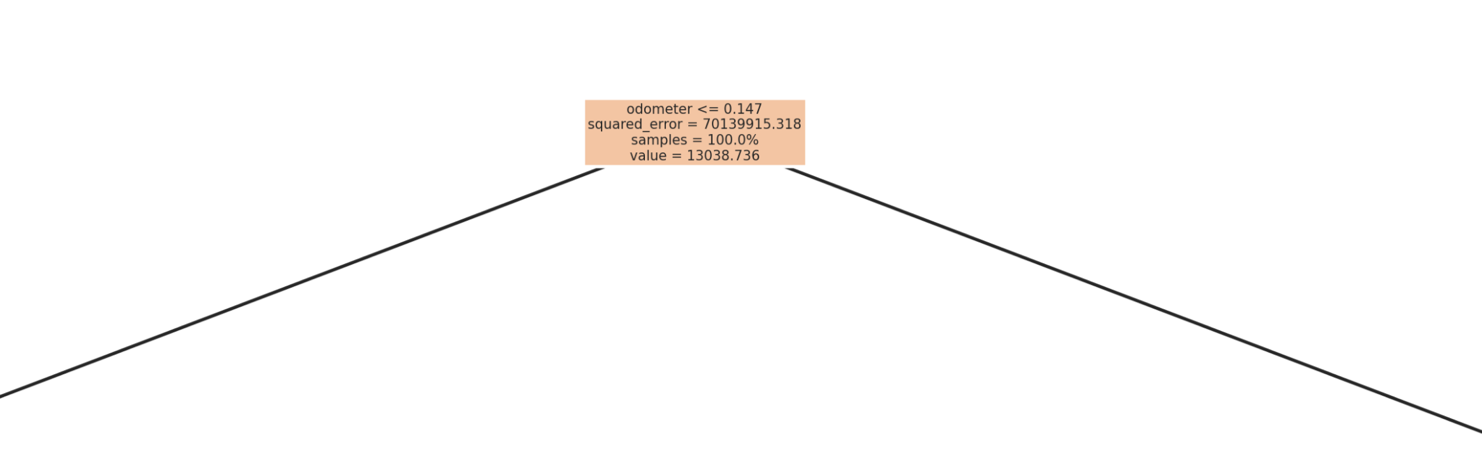 odometer <= 0.147
squared_error = 70139915.318
samples = 100.0%
value = 13038.736